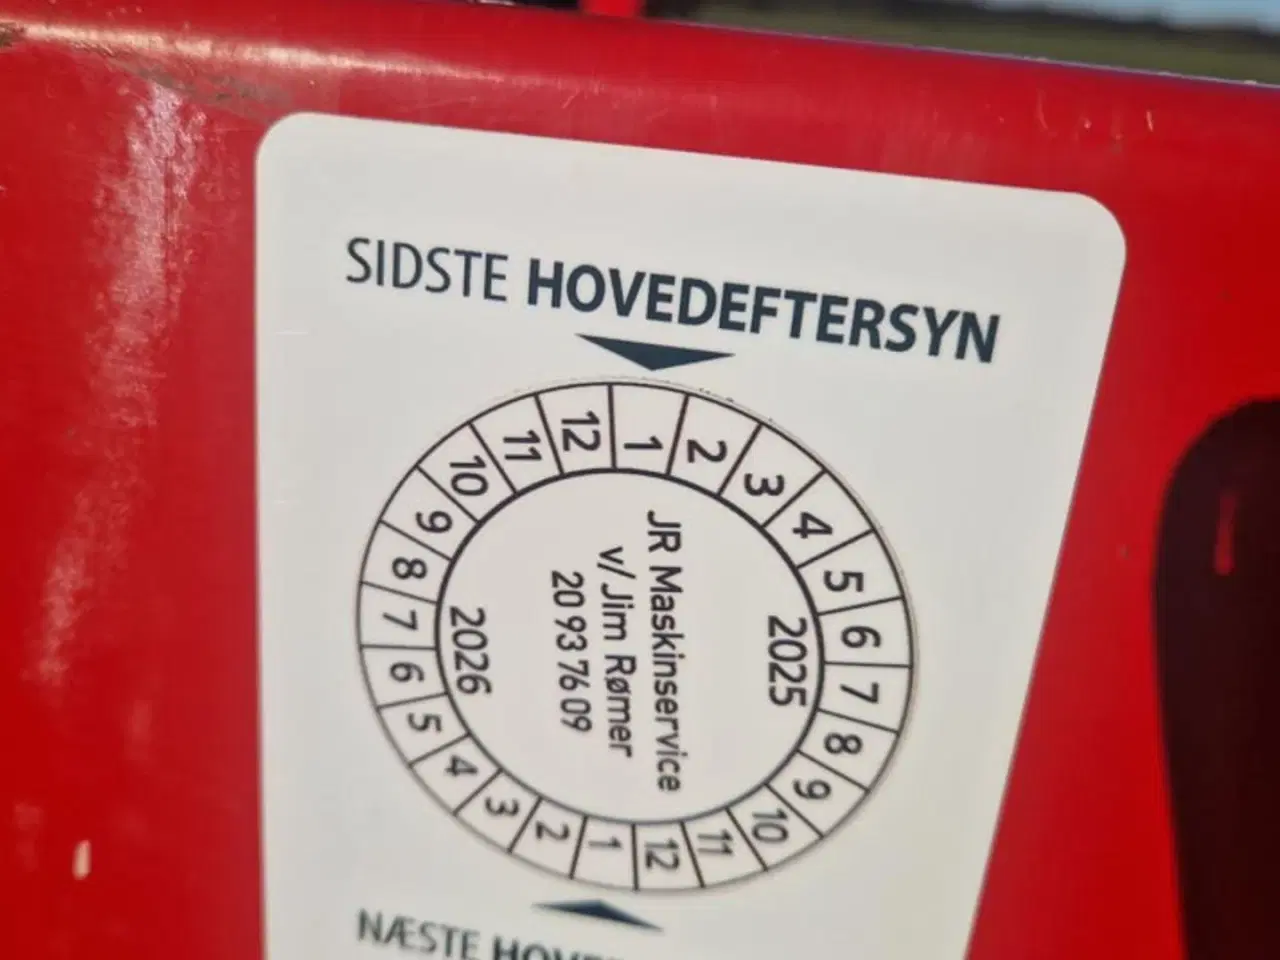 SIDSTE HOVEDEFTERSYN
1 2 3 4 5 6 7 8 9 10 11 12
2025
JR Maskinservice
v/Jim Rømer
20 93 76 09
2026
1 2 3 4 5 6 7 8 9 10 11 12
NÆSTE